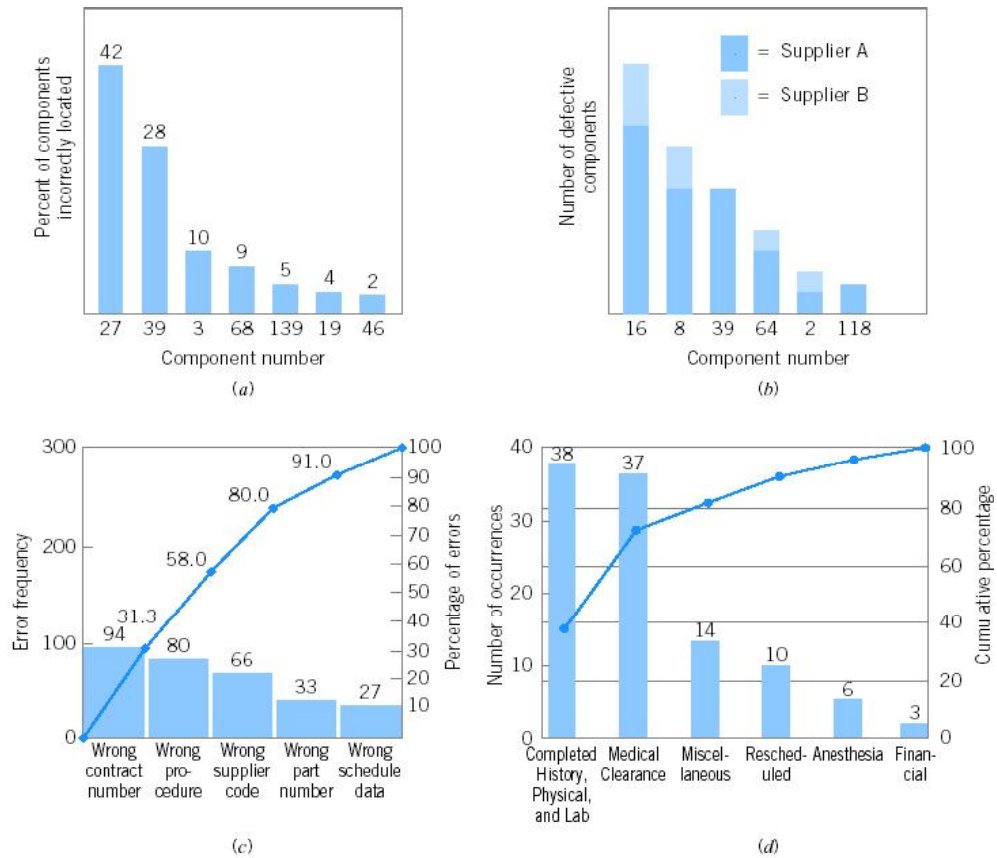 42
28
10
9
5
4
2
Percent of components
incorrectly located
27 39 3 68 139 19 46
Component number
(a)
= Supplier A
= Supplier B
Number of defective
components
16 8 39 64 2 118
Component number
(b)
300
200
100
0
Error frequency
94
80
66
33
27
31.3
58.0
80.0
91.0
100
90
80
70
60
50
40
30
20
10
0
Percentage of errors
Wrong
contract
number
Wrong
pro-
cedure
Wrong
supplier
code
Wrong
part
number
Wrong
schedule
data
(c)
40
30
20
10
0
Number of occurrences
38
37
14
10
6
3
100
80
60
40
20
0
Cumulative percentage
Completed
History,
Physical,
and Lab
Medical
Clearance
Miscel-
laneous
Resched-
uled
Anesthesia
Finan-
cial
(d)